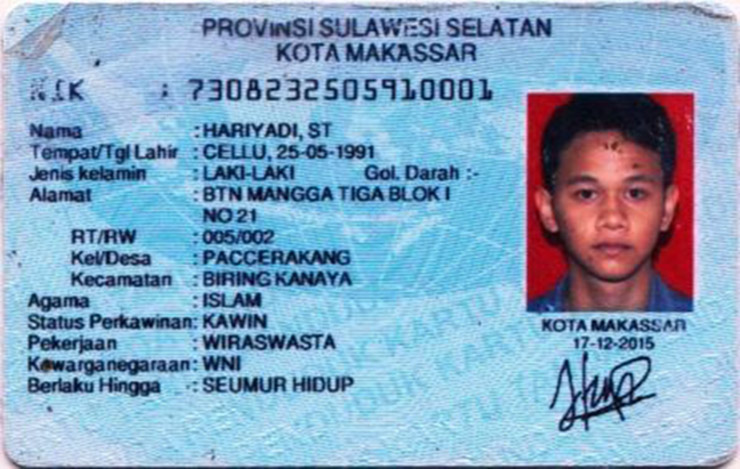 PROVINSI SULAWESI SELATAN
KOTA MAKASSAR
NIK : 7308232505910001
Nama : HARIYADI, ST
Tempat/Tgl Lahir : CELLU, 25-05-1991
Jenis kelamin : LAKI-LAKI Gol. Darah :-
Alamat : BTN MANGGA TIGA BLOK I
NO 21
RT/RW : 005/002
Kel/Desa : PACCERAKANG
Kecamatan : BIRING KANAYA
Agama : ISLAM
Status Perkawinan: KAWIN
Pekerjaan : WIRASWASTA
Kewarganegaraan: WNI
Berlaku Hingga : SEUMUR HIDUP
KOTA MAKASSAR
17-12-2015